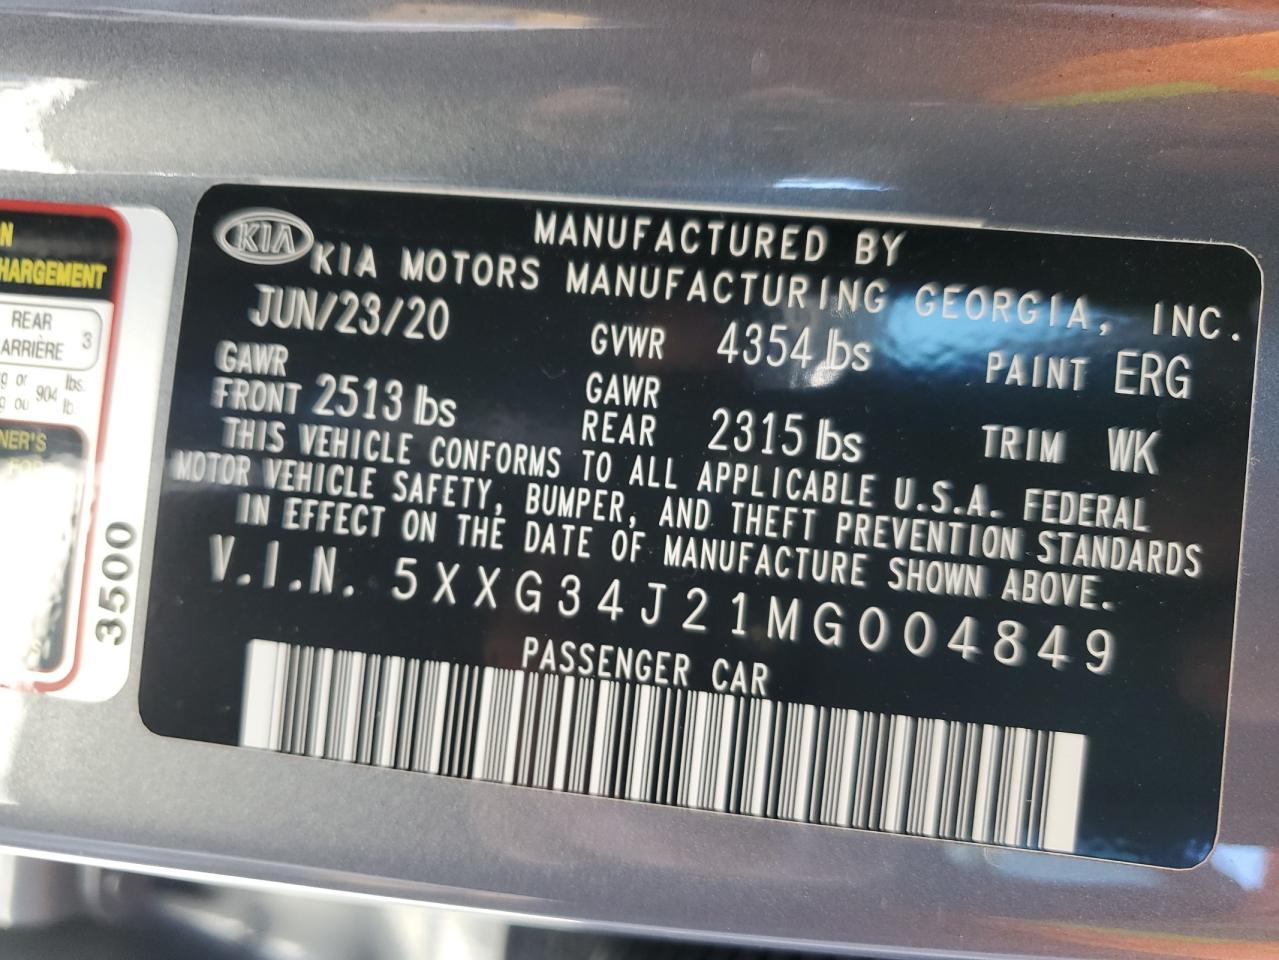 N
HARGEMENT
REAR
ARRIÈRE 3
904 lbs.
NER'S
3500
KIA
MANUFACTURED BY
KIA MOTORS MANUFACTURING GEORGIA, INC.
JUN/23/20 GVWR 4354 lbs PAINT ERG
GAWR FRONT 2513 lbs GAWR REAR 2315 lbs TRIM WK
THIS VEHICLE CONFORMS TO ALL APPLICABLE U.S.A. FEDERAL
MOTOR VEHICLE SAFETY, BUMPER, AND THEFT PREVENTION STANDARDS
IN EFFECT ON THE DATE OF MANUFACTURE SHOWN ABOVE.
V.I.N. 5XXG34J21MG004849
PASSENGER CAR